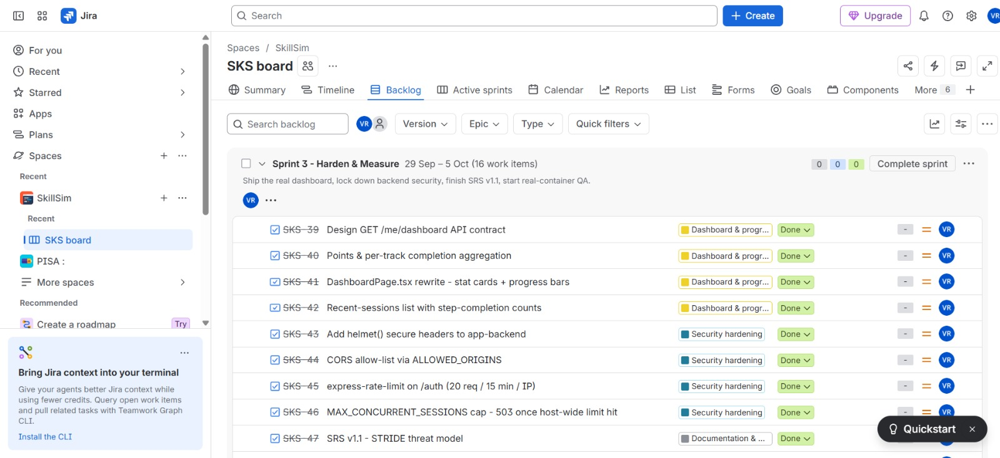 Jira
Search
Create
Upgrade
VR
For you
Recent
Starred
Apps
Plans
Spaces
Recent
SkillSim
Recent
SKS board
PISA :
More spaces
Recommended
Create a roadmap Try
Bring Jira context into your terminal
Give your agents better Jira context while
using fewer credits. Query open work items
and pull related tasks with Teamwork Graph
CLI.
Install the CLI
Spaces / SkillSim
SKS board
Summary Timeline Backlog Active sprints Calendar Reports List Forms Goals Components More 6
Search backlog VR Version Epic Type Quick filters
Sprint 3 - Harden & Measure 29 Sep – 5 Oct (16 work items) 0 0 0 Complete sprint
Ship the real dashboard, lock down backend security, finish SRS v1.1, start real-container QA.
VR
SKS-39 Design GET /me/dashboard API contract Dashboard & progr... Done - VR
SKS-40 Points & per-track completion aggregation Dashboard & progr... Done - VR
SKS-41 DashboardPage.tsx rewrite - stat cards + progress bars Dashboard & progr... Done - VR
SKS-42 Recent-sessions list with step-completion counts Dashboard & progr... Done - VR
SKS-43 Add helmet() secure headers to app-backend Security hardening Done - VR
SKS-44 CORS allow-list via ALLOWED_ORIGINS Security hardening Done - VR
SKS-45 express-rate-limit on /auth (20 req / 15 min / IP) Security hardening Done - VR
SKS-46 MAX_CONCURRENT_SESSIONS cap - 503 once host-wide limit hit Security hardening Done - VR
SKS-47 SRS v1.1 - STRIDE threat model Documentation & ... Done
Quickstart